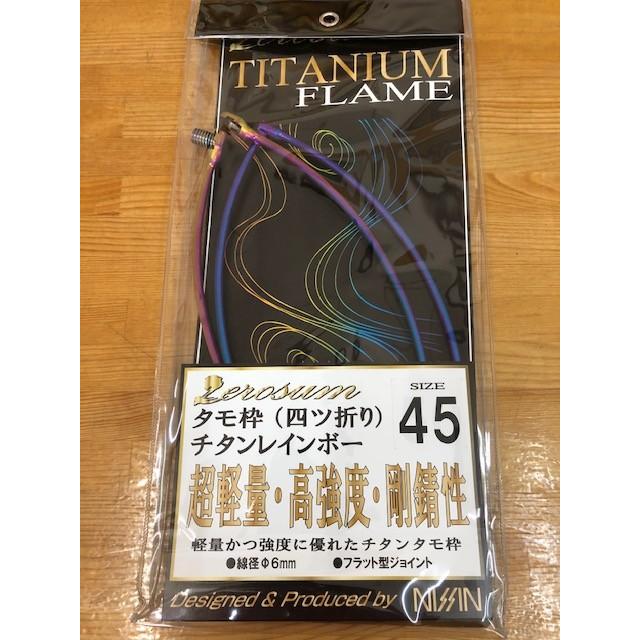 Zerosum
TITANIUM
FLAME
Zerosum
タモ枠（四ツ折り）
チタンレインボー
SIZE
45
超軽量・高強度・剛錆性
軽量かつ強度に優れたチタンタモ枠
●線径Φ6mm ●フラット型ジョイント
Designed & Produced by NISSIN